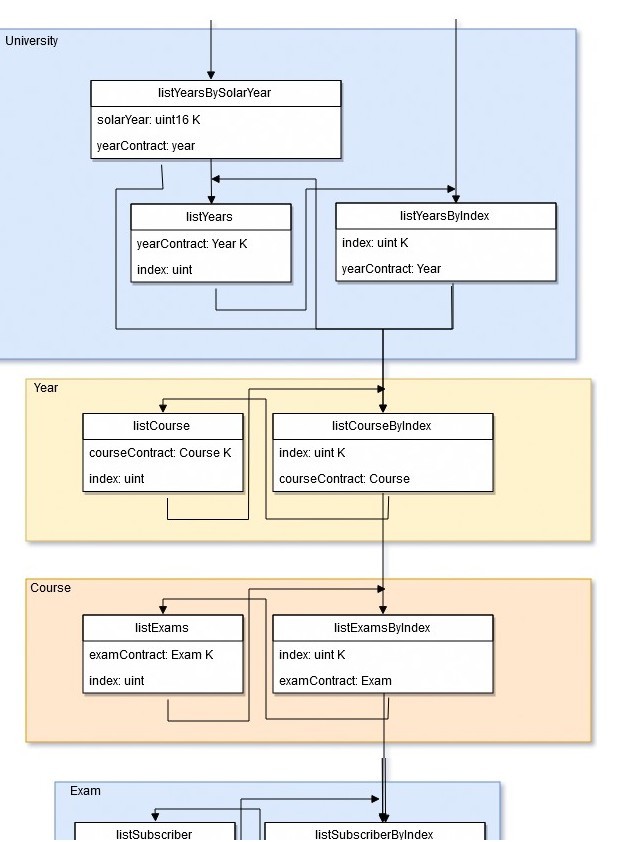 University
listYearsBySolarYear
solarYear: uint16 K
yearContract: year
listYears
yearContract: Year K
index: uint
listYearsByIndex
index: uint K
yearContract: Year
Year
listCourse
courseContract: Course K
index: uint
listCourseByIndex
index: uint K
courseContract: Course
Course
listExams
examContract: Exam K
index: uint
listExamsByIndex
index: uint K
examContract: Exam
Exam
listSubscriber
listSubscriberByIndex